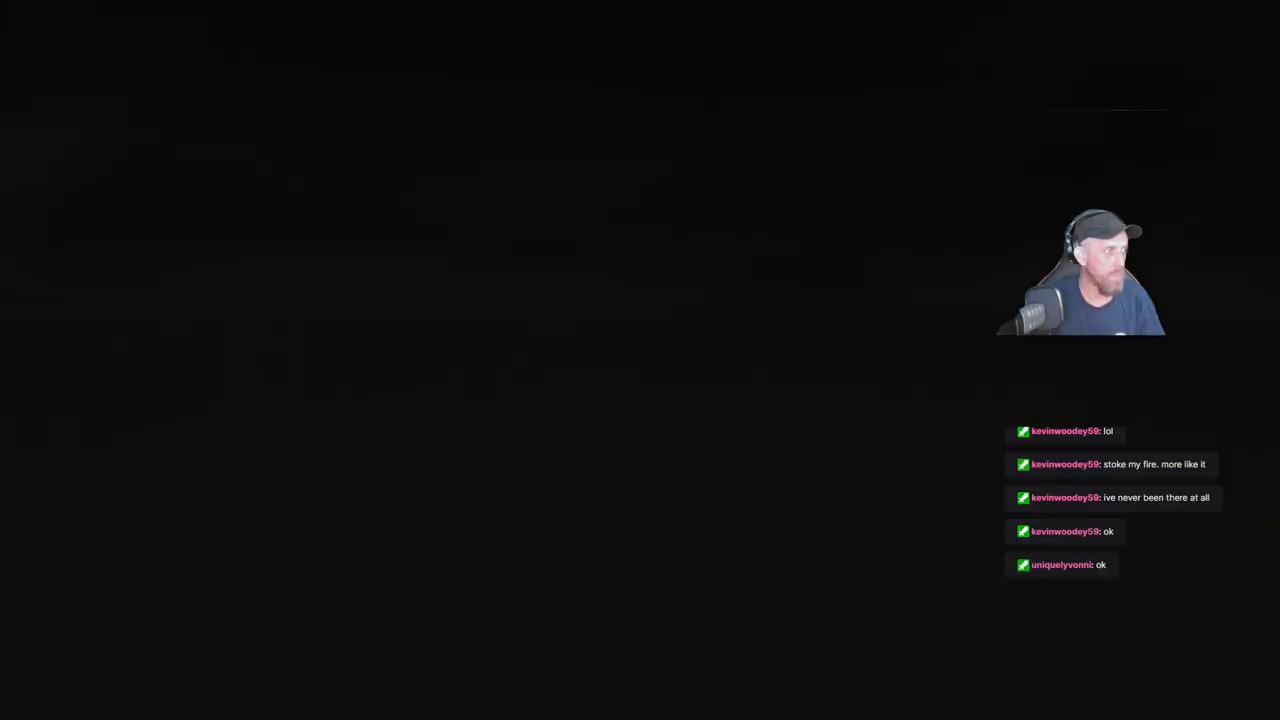 kevinwoodey59: lol
kevinwoodey59: stoke my fire. more like it
kevinwoodey59: ive never been there at all
kevinwoodey59: ok
uniquelyvonni: ok